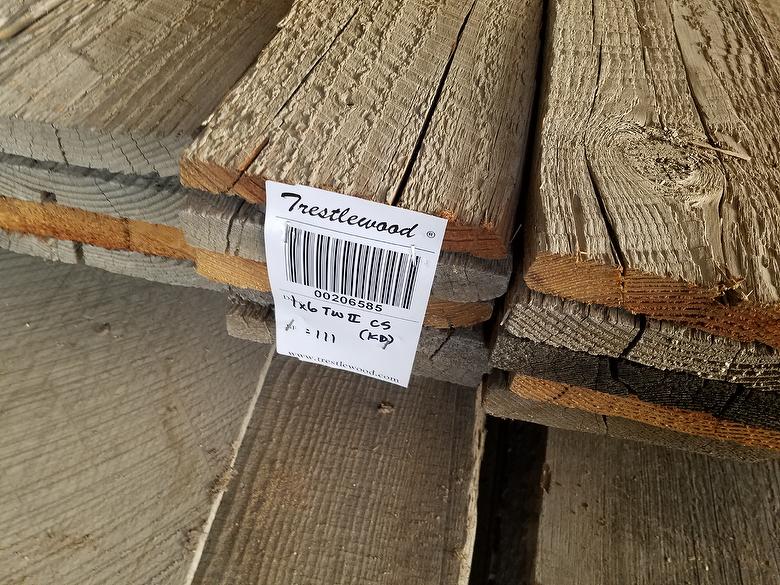 Trestlewood ®
00206585
1x6 TW II CS
= 111 (KD)
www.trestlewood.com